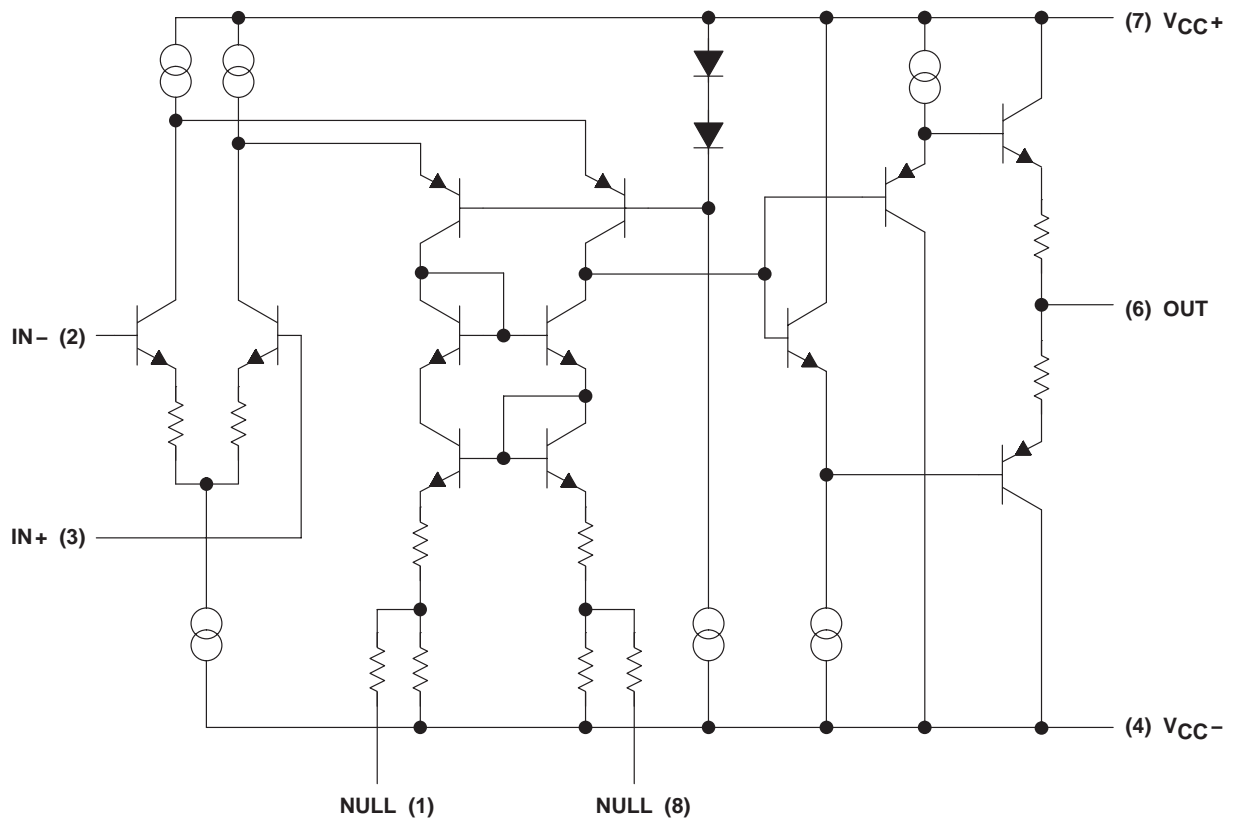 (7) VCC+
(6) OUT
IN– (2)
IN+ (3)
(4) VCC–
NULL (1)
NULL (8)